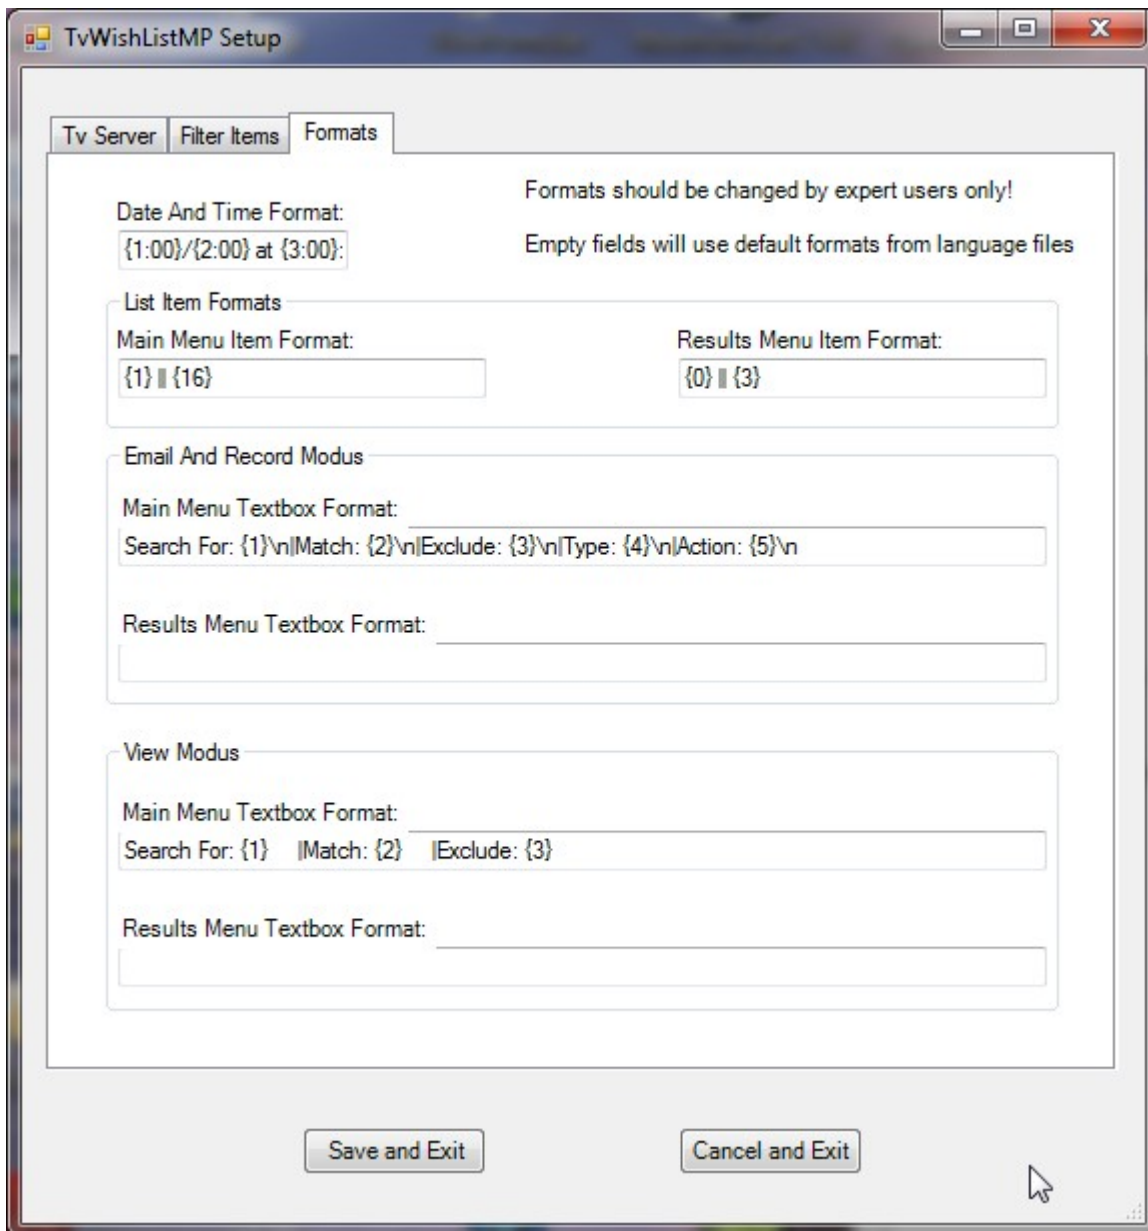 TvWishListMP Setup
Tv Server Filter Items Formats
Formats should be changed by expert users only!
Date And Time Format:
{1:00}/{2:00} at {3:00}:
Empty fields will use default formats from language files
List Item Formats
Main Menu Item Format: Results Menu Item Format:
{1} || {16} {0} || {3}
Email And Record Modus
Main Menu Textbox Format:
Search For: {1}\n|Match: {2}\n|Exclude: {3}\n|Type: {4}\n|Action: {5}\n
Results Menu Textbox Format:
View Modus
Main Menu Textbox Format:
Search For: {1} |Match: {2} |Exclude: {3}
Results Menu Textbox Format:
Save and Exit Cancel and Exit